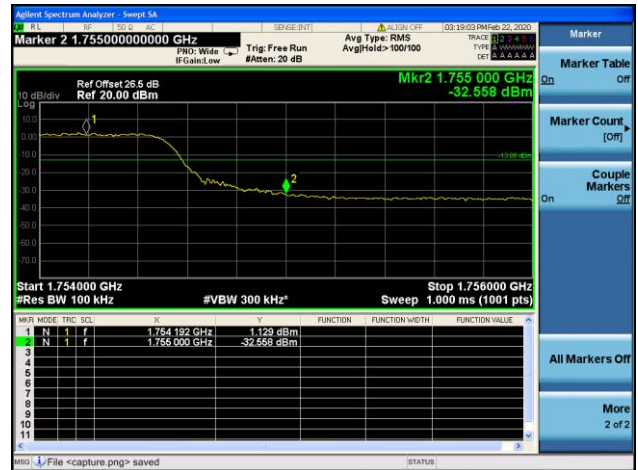 Agilent Spectrum Analyzer - Swept SA
RL RF 50 Ω AC SENSE:INT ALIGN OFF 03:19:03 PM Feb 22, 2020
Marker 2 1.755000000000 GHz
PNO: Wide
IFGain:Low
Trig: Free Run
#Atten: 20 dB
Avg Type: RMS
Avg|Hold:> 100/100
TRACE 1 2 3 4 5 6
TYPE A WWWWW
DET A A A A A A
Marker
Ref Offset 26.5 dB
10 dB/div Ref 20.00 dBm
Log
Mkr2 1.755 000 GHz
-32.558 dBm
10.0
0.00
-10.0
-20.0
-30.0
-40.0
-50.0
-60.0
-70.0
1
2
-13.00 dBm
Start 1.754000 GHz Stop 1.756000 GHz
#Res BW 100 kHz #VBW 300 kHz* Sweep 1.000 ms (1001 pts)
MKR MODE TRC SCL X Y FUNCTION FUNCTION WIDTH FUNCTION VALUE
1 N 1 f 1.754 192 GHz 1.129 dBm
2 N 1 f 1.755 000 GHz -32.558 dBm
3
4
5
6
7
8
9
10
11
Marker Table
On Off
Marker Count
[Off]
Couple
Markers
On Off
All Markers Off
More
2 of 2
MSG File <capture.png> saved STATUS